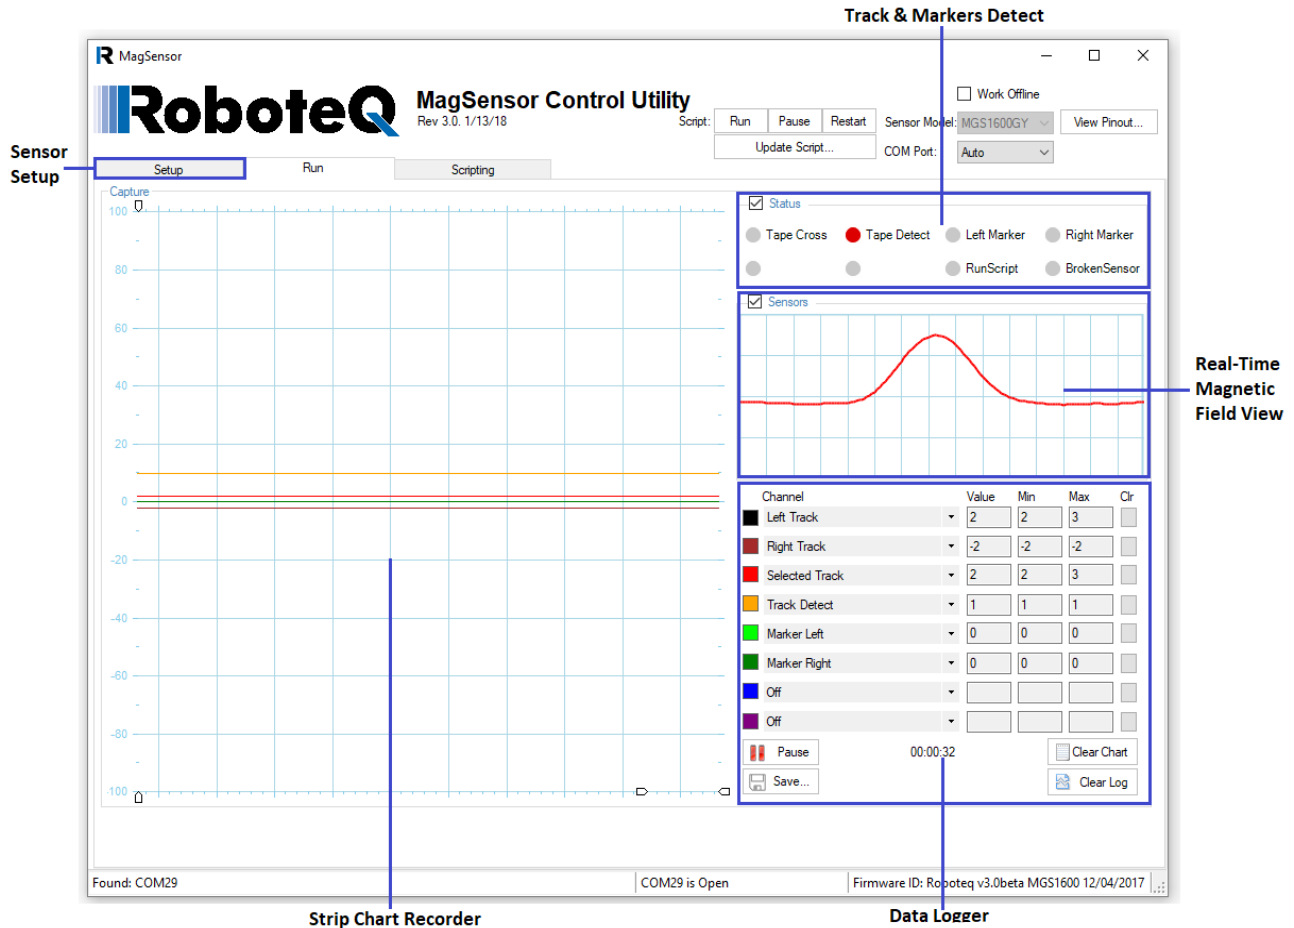 Track & Markers Detect
MagSensor
RoboteQ
MagSensor Control Utility
Rev 3.0. 1/13/18
Work Offline
Script: Run Pause Restart
Sensor Model: MGS1600GY View Pinout...
Update Script...
COM Port: Auto
Sensor Setup
Setup Run Scripting
Capture
100
80
60
40
20
0
-20
-40
-60
-80
-100
Status
Tape Cross Tape Detect Left Marker Right Marker
RunScript BrokenSensor
Sensors
Real-Time
Magnetic
Field View
Channel Value Min Max Clr
Left Track 2 2 3
Right Track -2 -2 -2
Selected Track 2 2 3
Track Detect 1 1 1
Marker Left 0 0 0
Marker Right 0 0 0
Off
Off
Pause 00:00:32 Clear Chart
Save... Clear Log
Found: COM29 COM29 is Open Firmware ID: Roboteq v3.0beta MGS1600 12/04/2017
Strip Chart Recorder
Data Logger